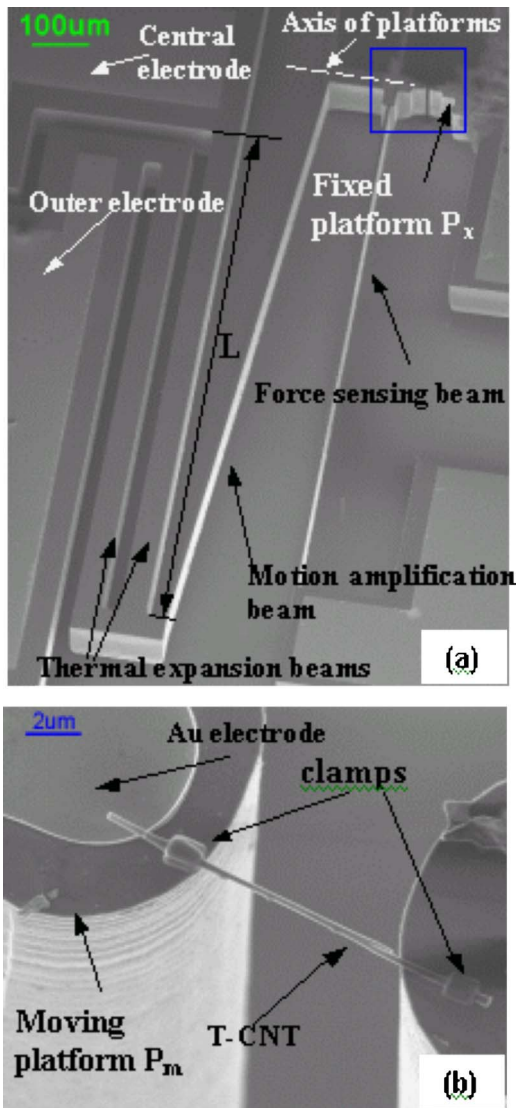 100um
Central
electrode
Axis of platforms
Outer electrode
Fixed
platform Px
L
Force sensing beam
Motion amplification
beam
Thermal expansion beams
(a)
2um
Au electrode
clamps
Moving
platform Pm
T-CNT
(b)